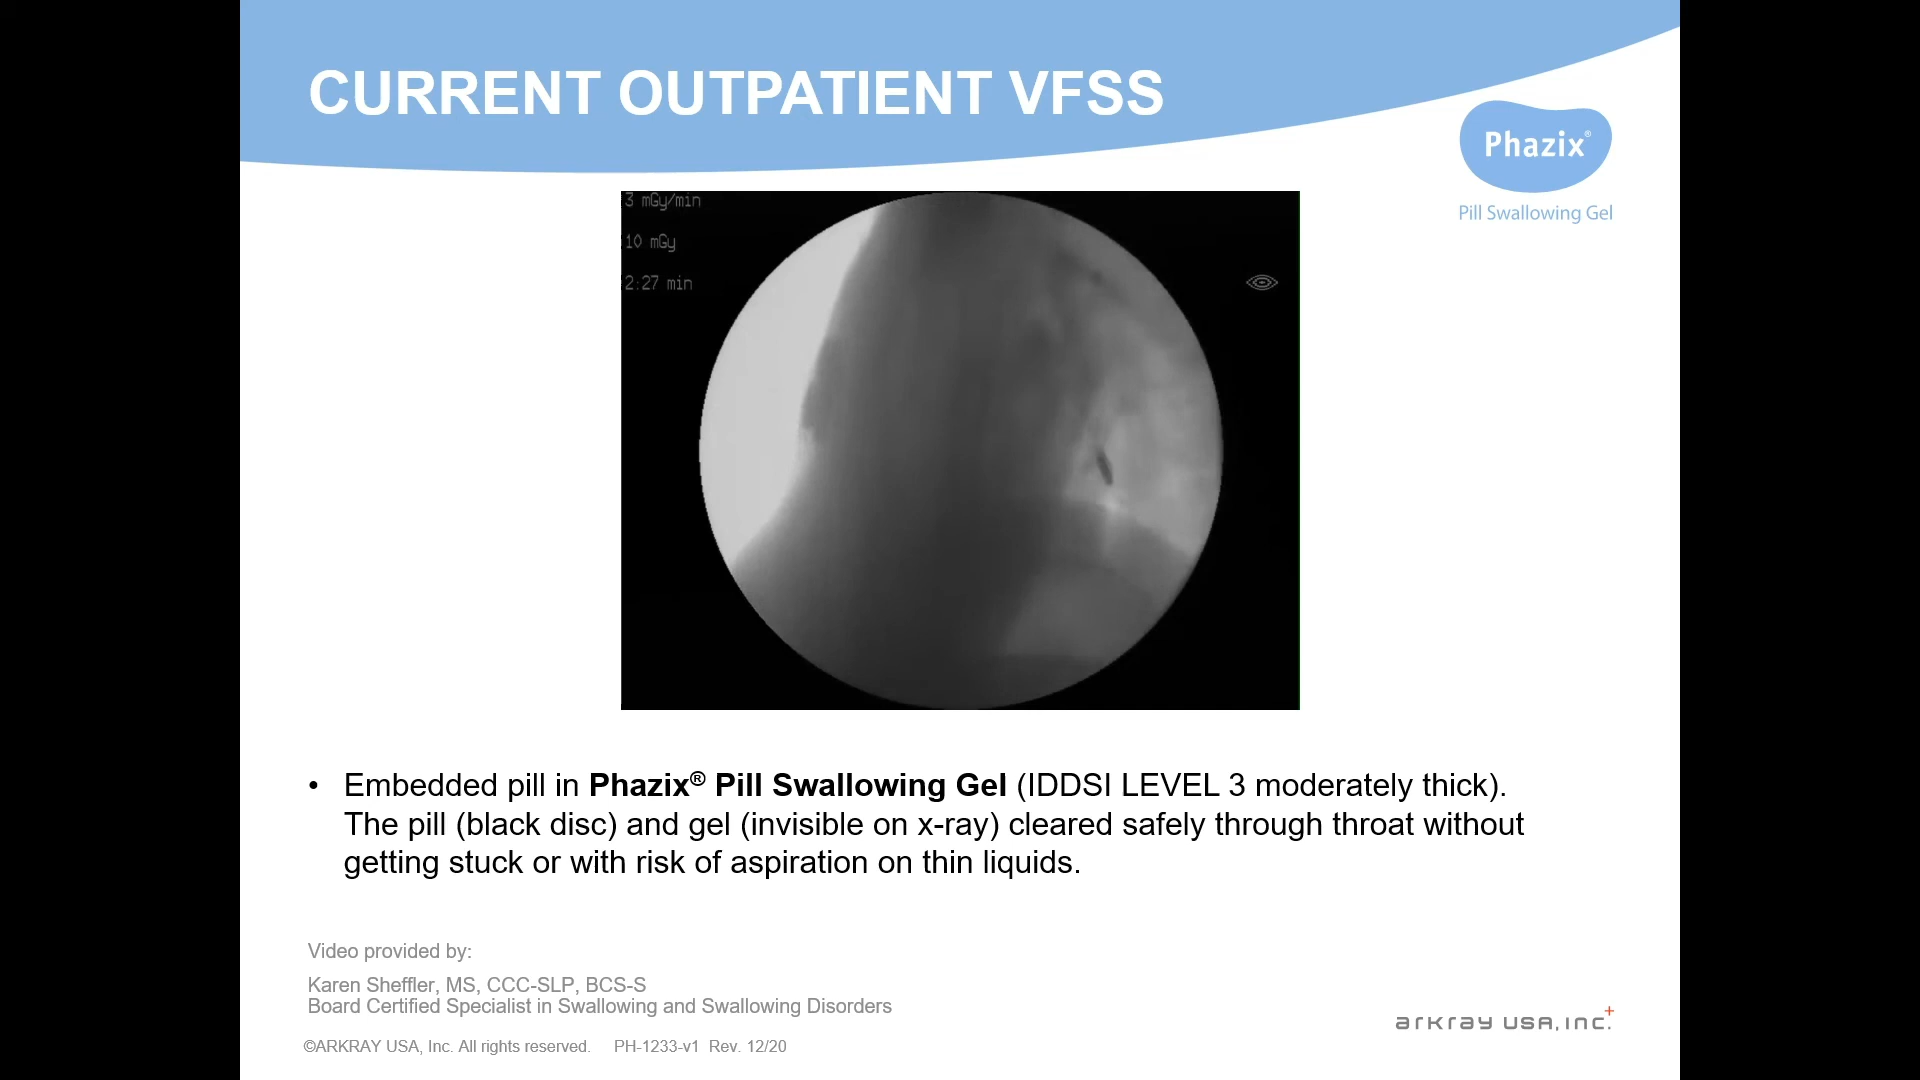 CURRENT OUTPATIENT VFSS
Phazix®
Pill Swallowing Gel
3 mGy/min
10 mGy
2:27 min
• Embedded pill in Phazix® Pill Swallowing Gel (IDDSI LEVEL 3 moderately thick).
The pill (black disc) and gel (invisible on x-ray) cleared safely through throat without
getting stuck or with risk of aspiration on thin liquids.
Video provided by:
Karen Sheffler, MS, CCC-SLP, BCS-S
Board Certified Specialist in Swallowing and Swallowing Disorders
arkray USA, Inc.
©ARKRAY USA, Inc. All rights reserved. PH-1233-v1 Rev. 12/20